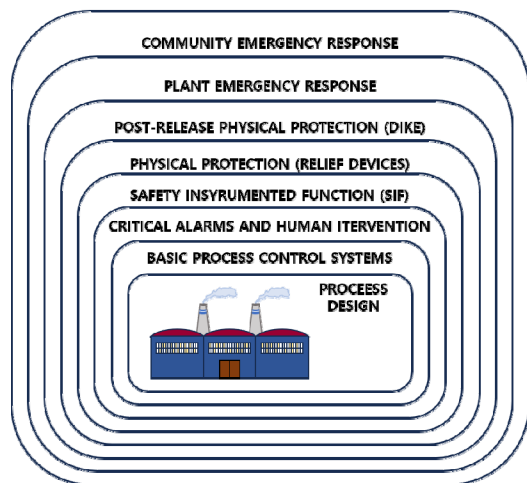 COMMUNITY EMERGENCY RESPONSE
PLANT EMERGENCY RESPONSE
POST-RELEASE PHYSICAL PROTECTION (DIKE)
PHYSICAL PROTECTION (RELIEF DEVICES)
SAFETY INSYRUMENTED FUNCTION (SIF)
CRITICAL ALARMS AND HUMAN ITERVENTION
BASIC PROCESS CONTROL SYSTEMS
PROCEESS
DESIGN